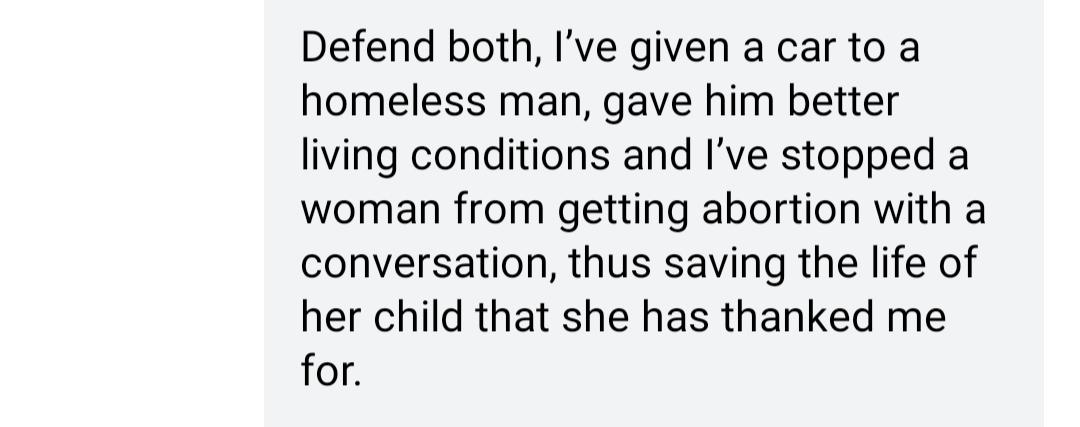 Defend both, I’ve given a car to a
homeless man, gave him better
living conditions and I’ve stopped a
woman from getting abortion with a
conversation, thus saving the life of
her child that she has thanked me
for.